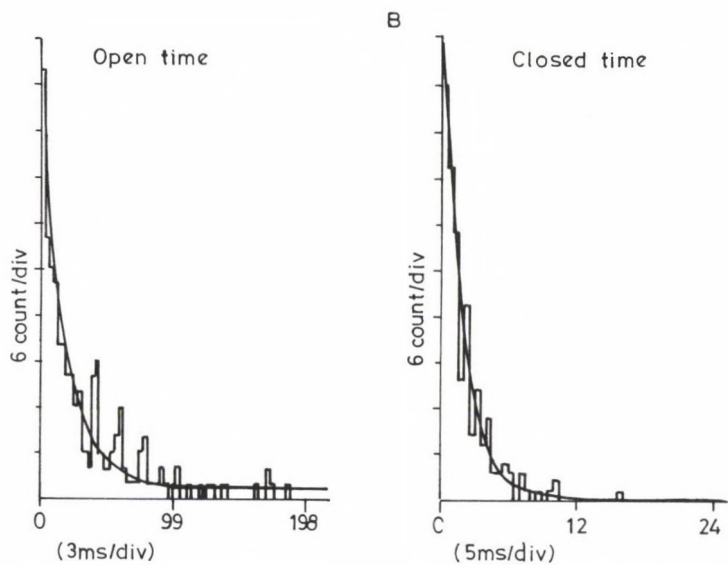 Open time
6 count/div
0 99 198
(3ms/div)
B
Closed time
6 count/div
C 12 24
(5ms/div)